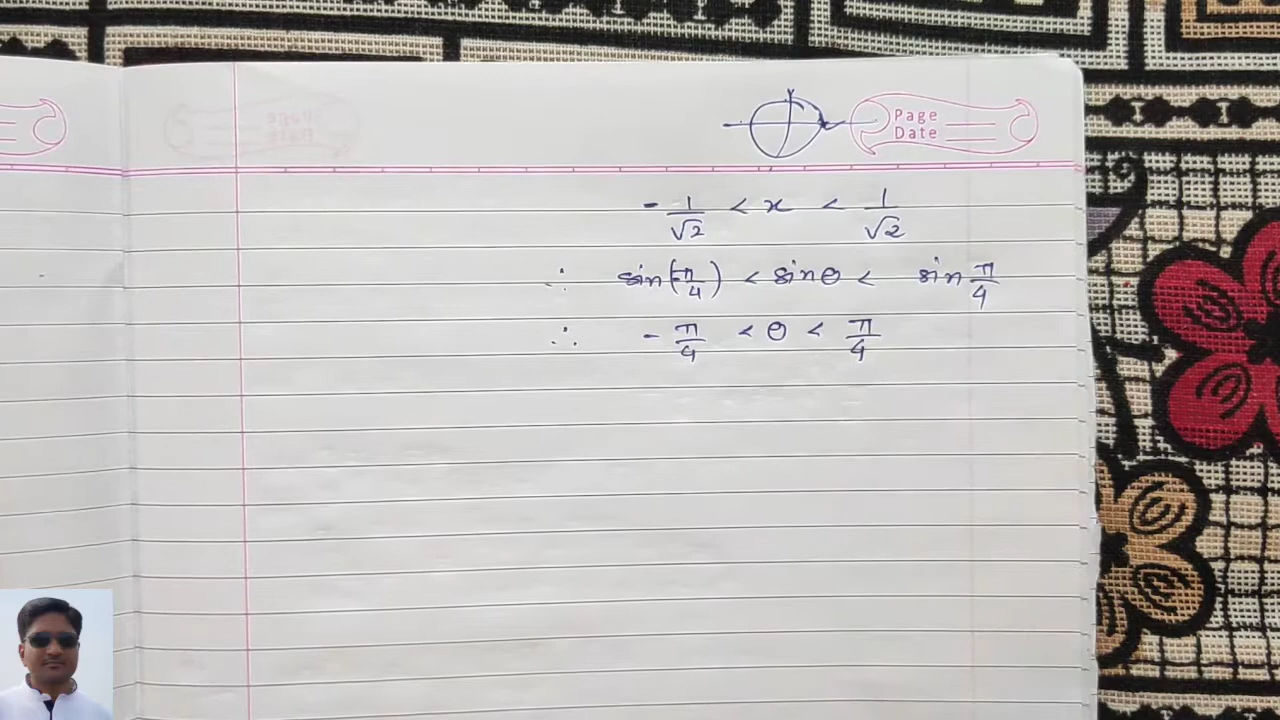 Page
Date
- 1/√2 < x < 1/√2
∴ sin(-π/4) < sinθ < sin π/4
∴ - π/4 < θ < π/4